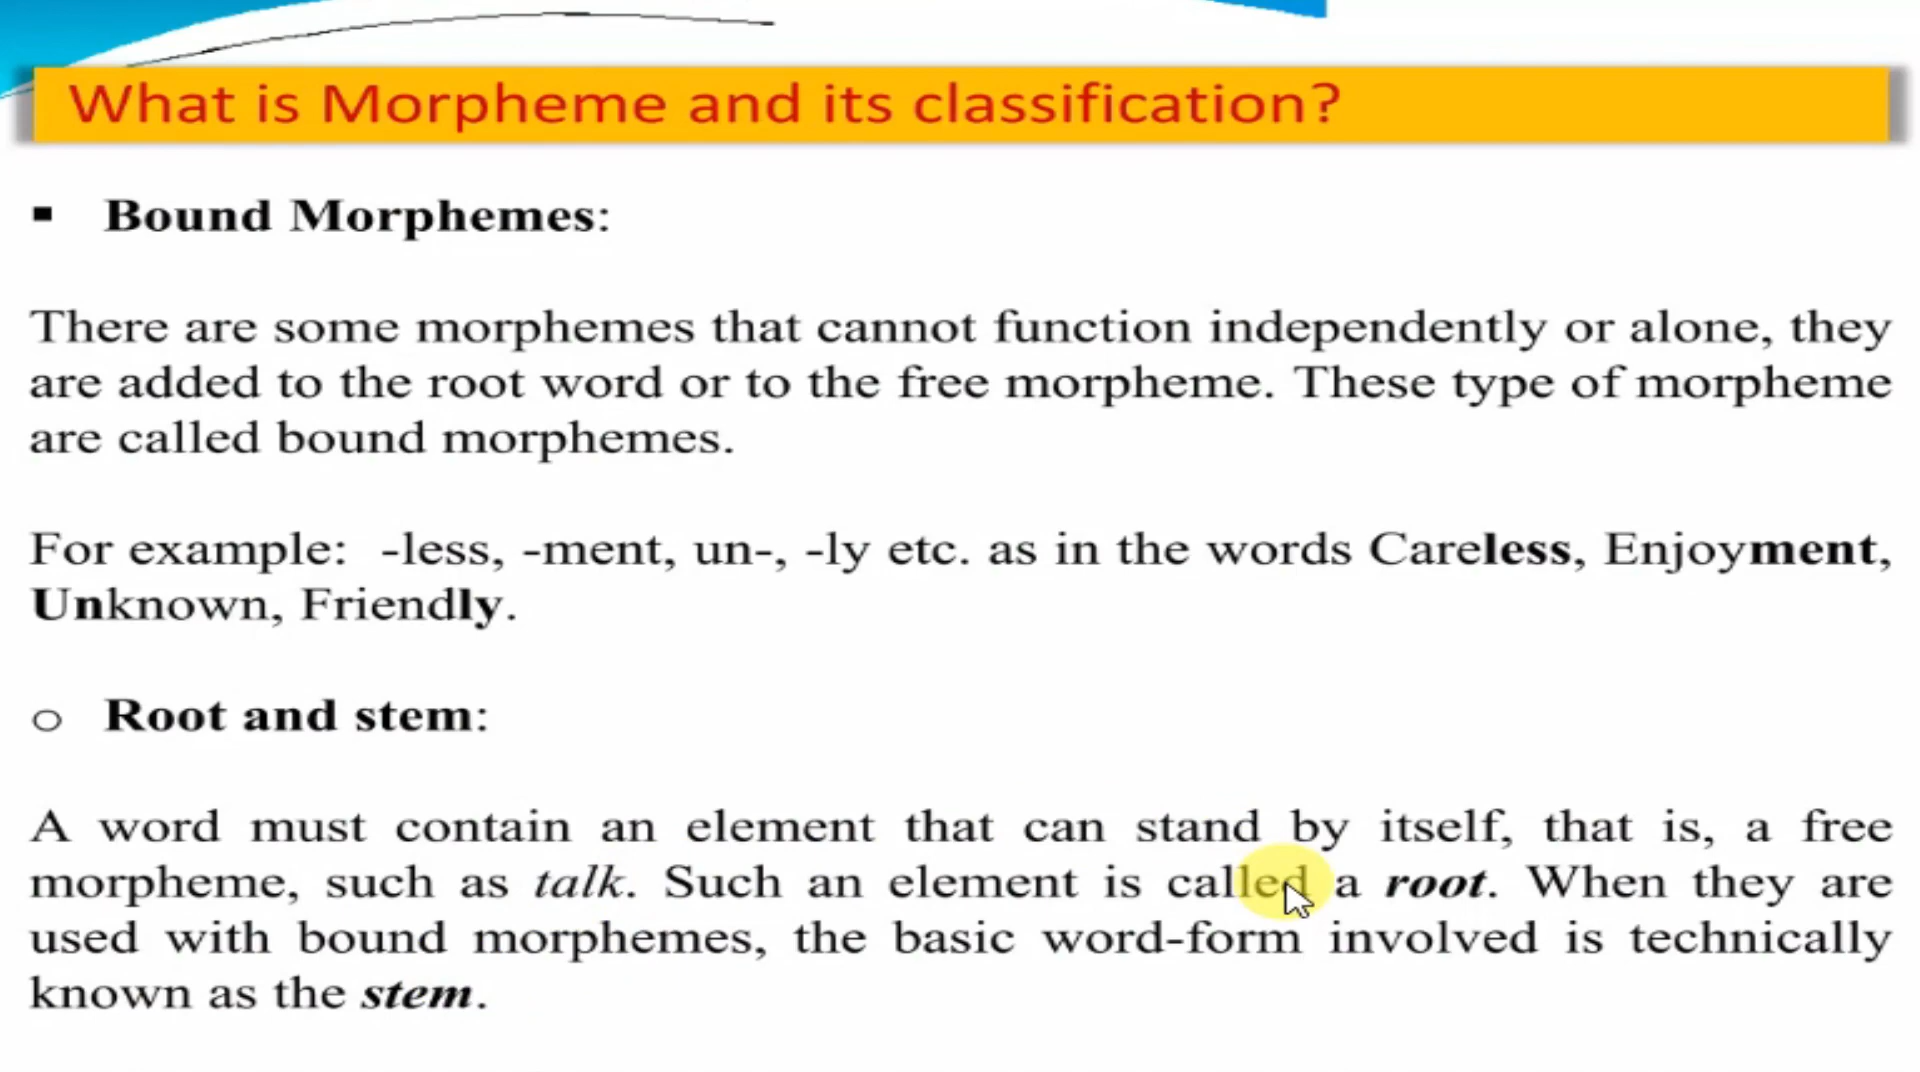 What is Morpheme and its classification?
▪ Bound Morphemes:
There are some morphemes that cannot function independently or alone, they
are added to the root word or to the free morpheme. These type of morpheme
are called bound morphemes.
For example: -less, -ment, un-, -ly etc. as in the words Careless, Enjoyment,
Unknown, Friendly.
o Root and stem:
A word must contain an element that can stand by itself, that is, a free
morpheme, such as talk. Such an element is called a root. When they are
used with bound morphemes, the basic word-form involved is technically
known as the stem.